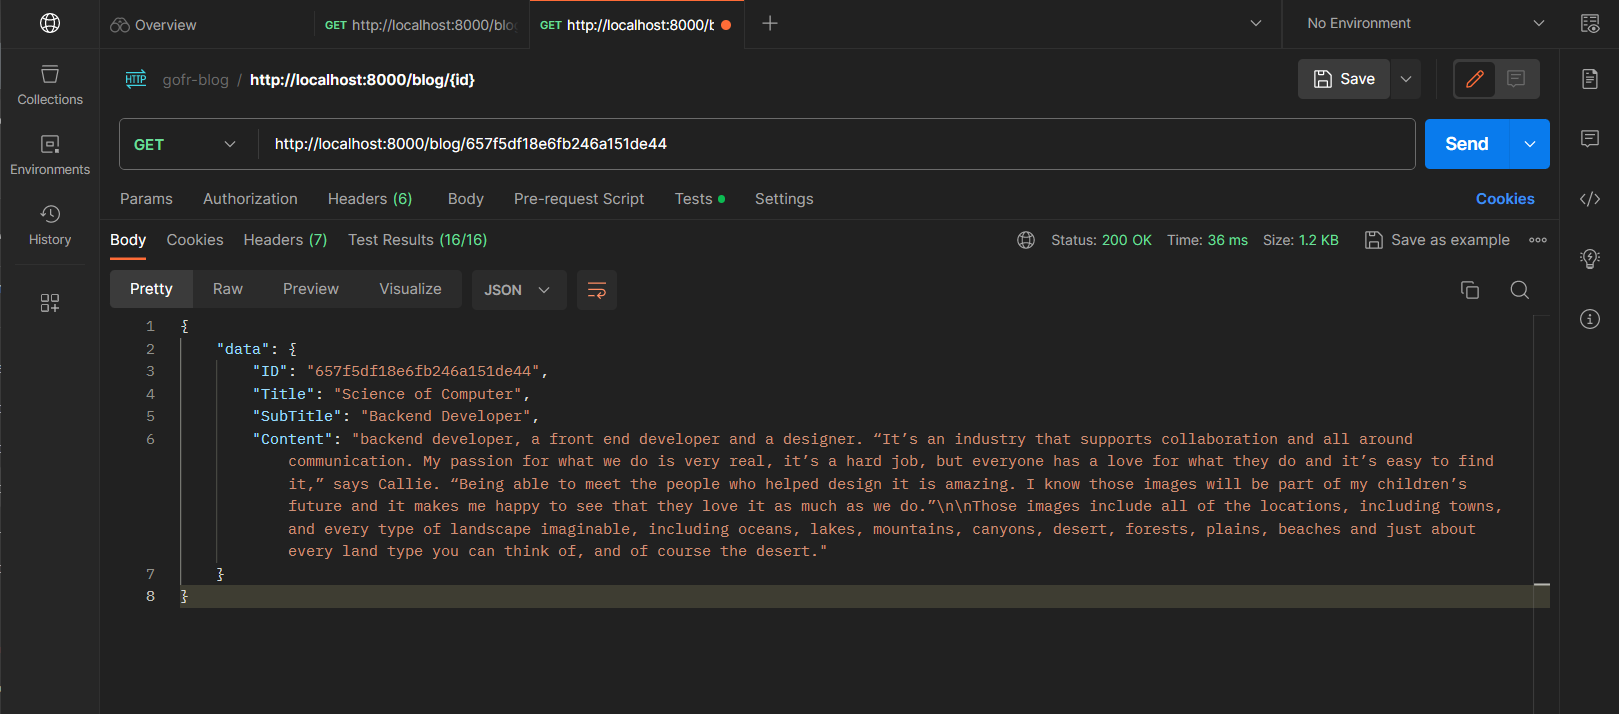 Overview
GET http://localhost:8000/blog
GET http://localhost:8000/b
No Environment
Collections
Environments
History
HTTP gofr-blog / http://localhost:8000/blog/{id}
Save
GET http://localhost:8000/blog/657f5df18e6fb246a151de44
Send
Params Authorization Headers (6) Body Pre-request Script Tests Settings
Cookies
Body Cookies Headers (7) Test Results (16/16)
Status: 200 OK Time: 36 ms Size: 1.2 KB Save as example
Pretty Raw Preview Visualize JSON
1 {
2 "data": {
3 "ID": "657f5df18e6fb246a151de44",
4 "Title": "Science of Computer",
5 "SubTitle": "Backend Developer",
6 "Content": "backend developer, a front end developer and a designer. “It’s an industry that supports collaboration and all around
communication. My passion for what we do is very real, it’s a hard job, but everyone has a love for what they do and it’s easy to find
it,” says Callie. “Being able to meet the people who helped design it is amazing. I know those images will be part of my children’s
future and it makes me happy to see that they love it as much as we do.”\n\nThose images include all of the locations, including towns,
and every type of landscape imaginable, including oceans, lakes, mountains, canyons, desert, forests, plains, beaches and just about
every land type you can think of, and of course the desert."
7 }
8 }